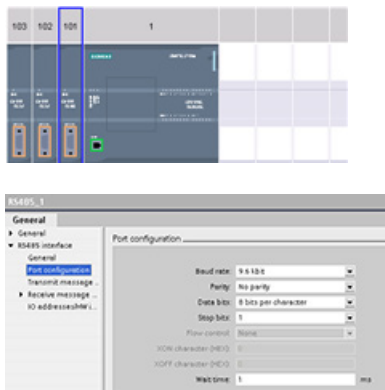 103 102 101 1
SIEMENS
RS485_1
General
General
RS485 interface
General
Port configuration
Transmit message ..
Receive message ..
IO addresses/HW i...
Port configuration
Baud rate: 9.6 kbit
Parity: No parity
Data bits: 8 bits per character
Stop bits: 1
Flow control: None
XON character (HEX): 0
XOFF character (HEX): 0
Wait time: 1 ms